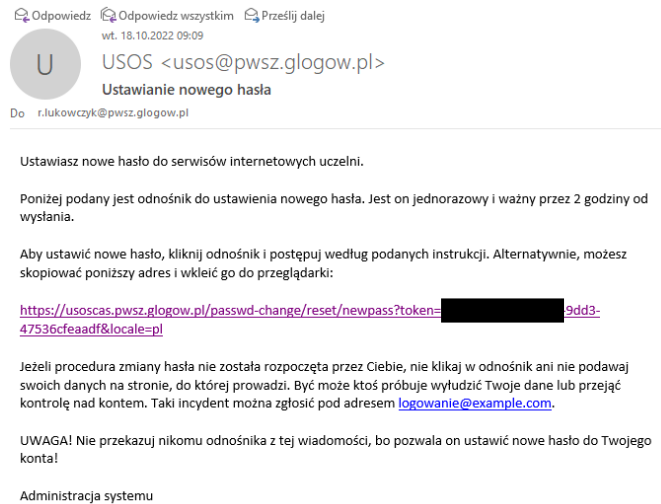 Odpowiedz Odpowiedz wszystkim Prześlij dalej
wt. 18.10.2022 09:09
U
USOS <usos@pwsz.glogow.pl>
Ustawianie nowego hasła
Do r.lukowczyk@pwsz.glogow.pl
Ustawiasz nowe hasło do serwisów internetowych uczelni.
Poniżej podany jest odnośnik do ustawienia nowego hasła. Jest on jednorazowy i ważny przez 2 godziny od
wysłania.
Aby ustawić nowe hasło, kliknij odnośnik i postępuj według podanych instrukcji. Alternatywnie, możesz
skopiować poniższy adres i wkleić go do przeglądarki:
https://usoscas.pwsz.glogow.pl/passwd-change/reset/newpass?token= -9dd3-
47536cfeaadf&locale=pl
Jeżeli procedura zmiany hasła nie została rozpoczęta przez Ciebie, nie klikaj w odnośnik ani nie podawaj
swoich danych na stronie, do której prowadzi. Być może ktoś próbuje wyłudzić Twoje dane lub przejąć
kontrolę nad kontem. Taki incydent można zgłosić pod adresem logowanie@example.com.
UWAGA! Nie przekazuj nikomu odnośnika z tej wiadomości, bo pozwala on ustawić nowe hasło do Twojego
konta!
Administracja systemu